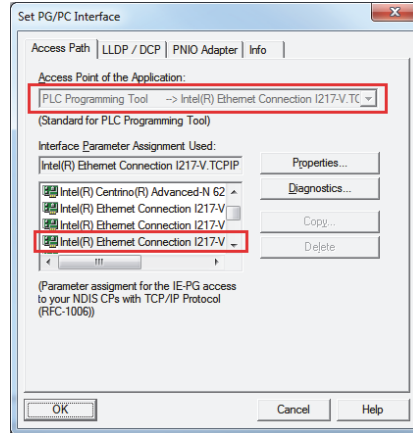 Set PG/PC Interface
Access Path LLDP / DCP PNIO Adapter Info
Access Point of the Application:
PLC Programming Tool --> Intel(R) Ethernet Connection I217-V.TC
(Standard for PLC Programming Tool)
Interface Parameter Assignment Used:
Intel(R) Ethernet Connection I217-V.TCPIP
Properties...
Intel(R) Centrino(R) Advanced-N 62
Diagnostics...
Intel(R) Ethernet Connection I217-V
Intel(R) Ethernet Connection I217-V
Copy...
Intel(R) Ethernet Connection I217-V
Delete
(Parameter assigment for the IE-PG access
to your NDIS CPs with TCP/IP Protocol
(RFC-1006))
OK Cancel Help